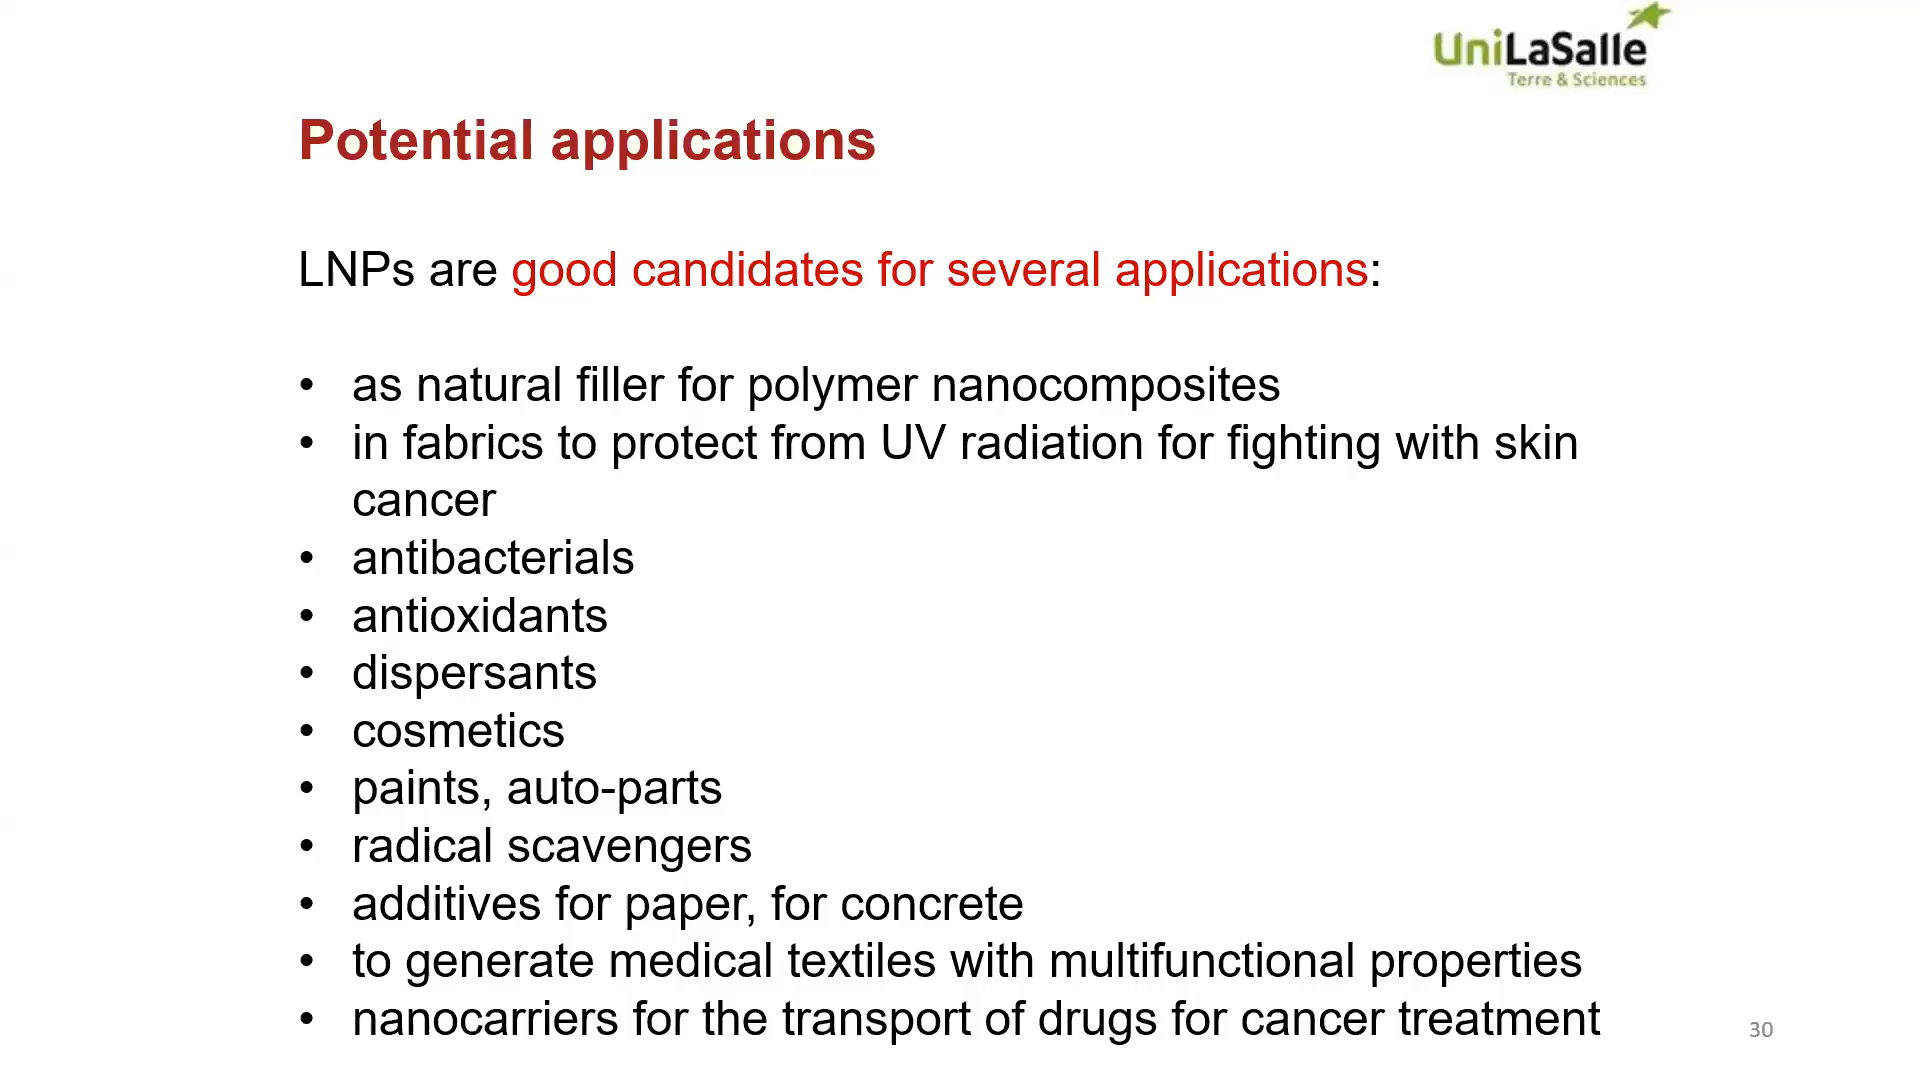 UniLaSalle
Terre & Sciences
Potential applications
LNPs are good candidates for several applications:
• as natural filler for polymer nanocomposites
• in fabrics to protect from UV radiation for fighting with skin
cancer
• antibacterials
• antioxidants
• dispersants
• cosmetics
• paints, auto-parts
• radical scavengers
• additives for paper, for concrete
• to generate medical textiles with multifunctional properties
• nanocarriers for the transport of drugs for cancer treatment
30